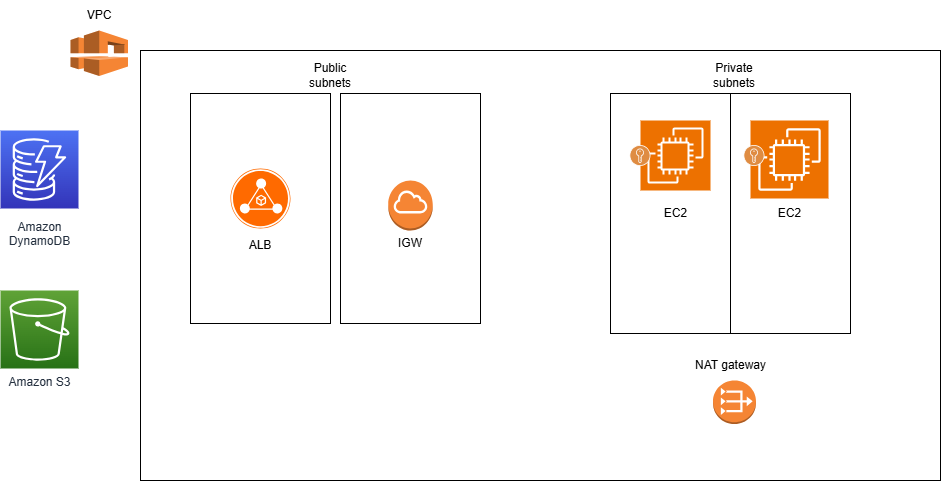 VPC
Public
subnets
Private
subnets
EC2
EC2
Amazon
DynamoDB
ALB
IGW
NAT gateway
Amazon S3